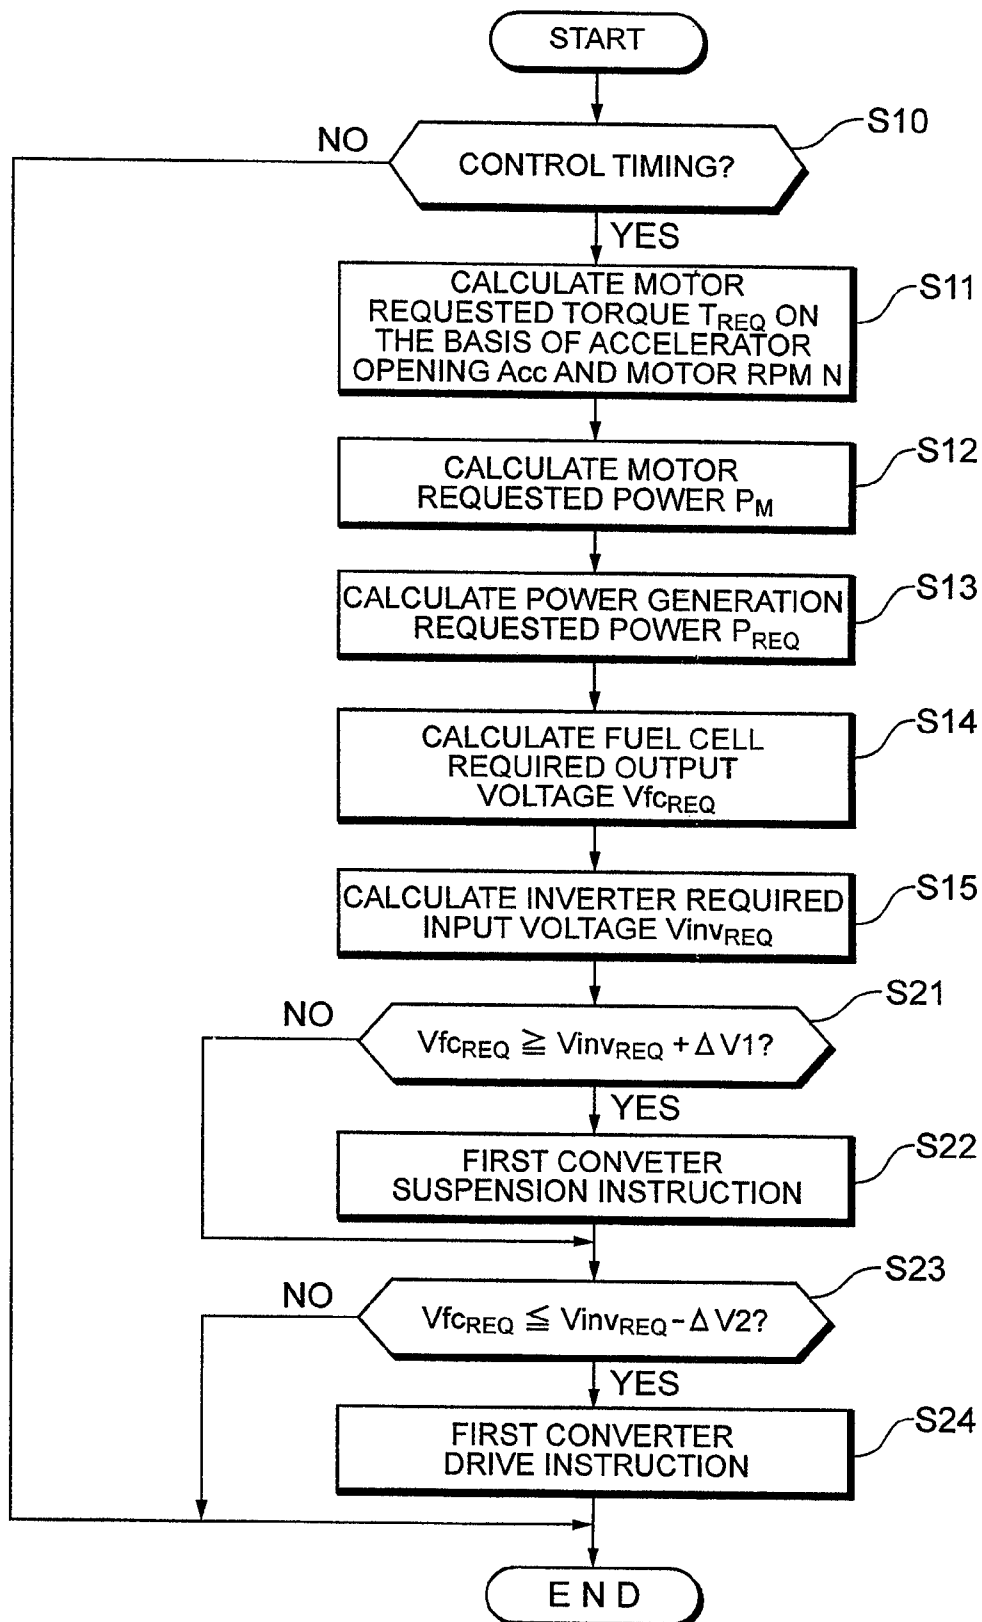 START
S10
NO
CONTROL TIMING?
YES
S11
CALCULATE MOTOR
REQUESTED TORQUE TREQ ON
THE BASIS OF ACCELERATOR
OPENING Acc AND MOTOR RPM N
S12
CALCULATE MOTOR
REQUESTED POWER PM
S13
CALCULATE POWER GENERATION
REQUESTED POWER PREQ
S14
CALCULATE FUEL CELL
REQUIRED OUTPUT
VOLTAGE VfcREQ
S15
CALCULATE INVERTER REQUIRED
INPUT VOLTAGE VinvREQ
S21
NO
VfcREQ ≧ VinvREQ + Δ V1?
YES
S22
FIRST CONVETER
SUSPENSION INSTRUCTION
S23
NO
VfcREQ ≦ VinvREQ - Δ V2?
YES
S24
FIRST CONVERTER
DRIVE INSTRUCTION
E N D